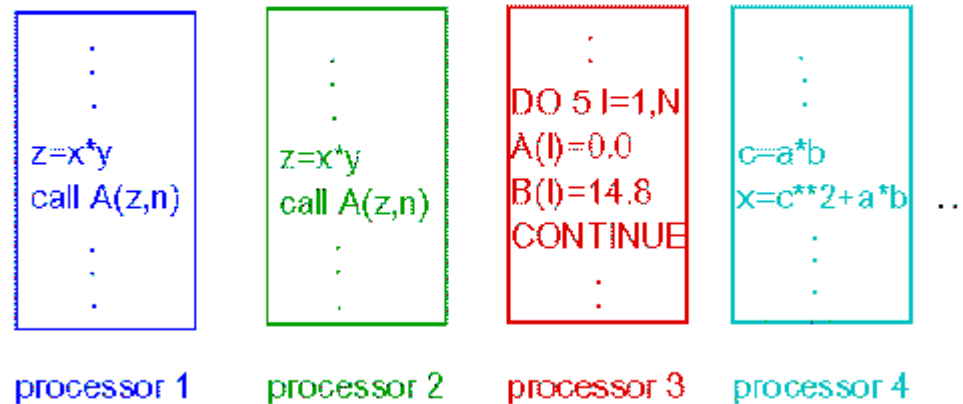 z=x*y
call A(z,n)
processor 1
z=x*y
call A(z,n)
processor 2
DO 5 I=1,N
A(I)=0.0
B(I)=14.8
CONTINUE
processor 3
c=a*b
x=c**2+a*b
processor 4
..